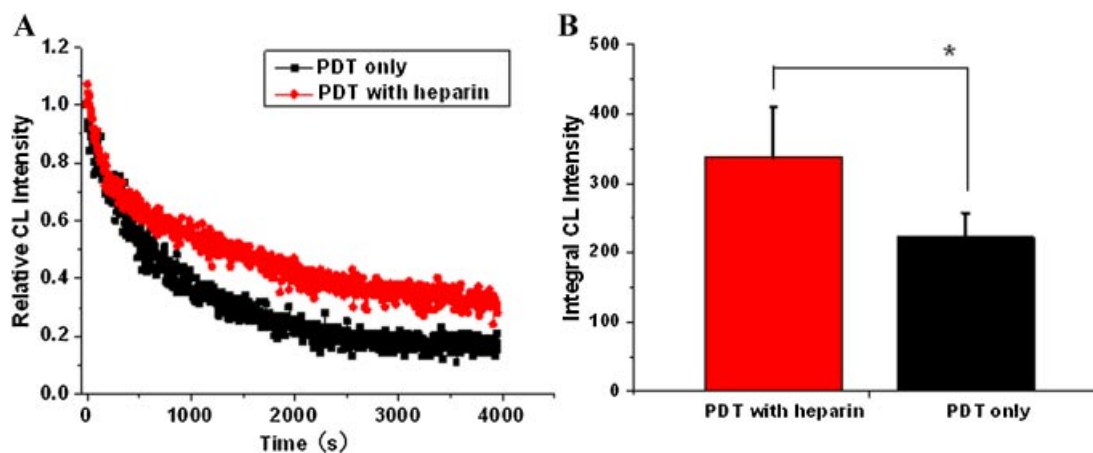 A
Relative CL Intensity
1.2
1.0
0.8
0.6
0.4
0.2
0.0
PDT only
PDT with heparin
0
1000
2000
3000
4000
Time (s)
B
Integral CL Intensity
500
400
300
200
100
0
*
PDT with heparin
PDT only